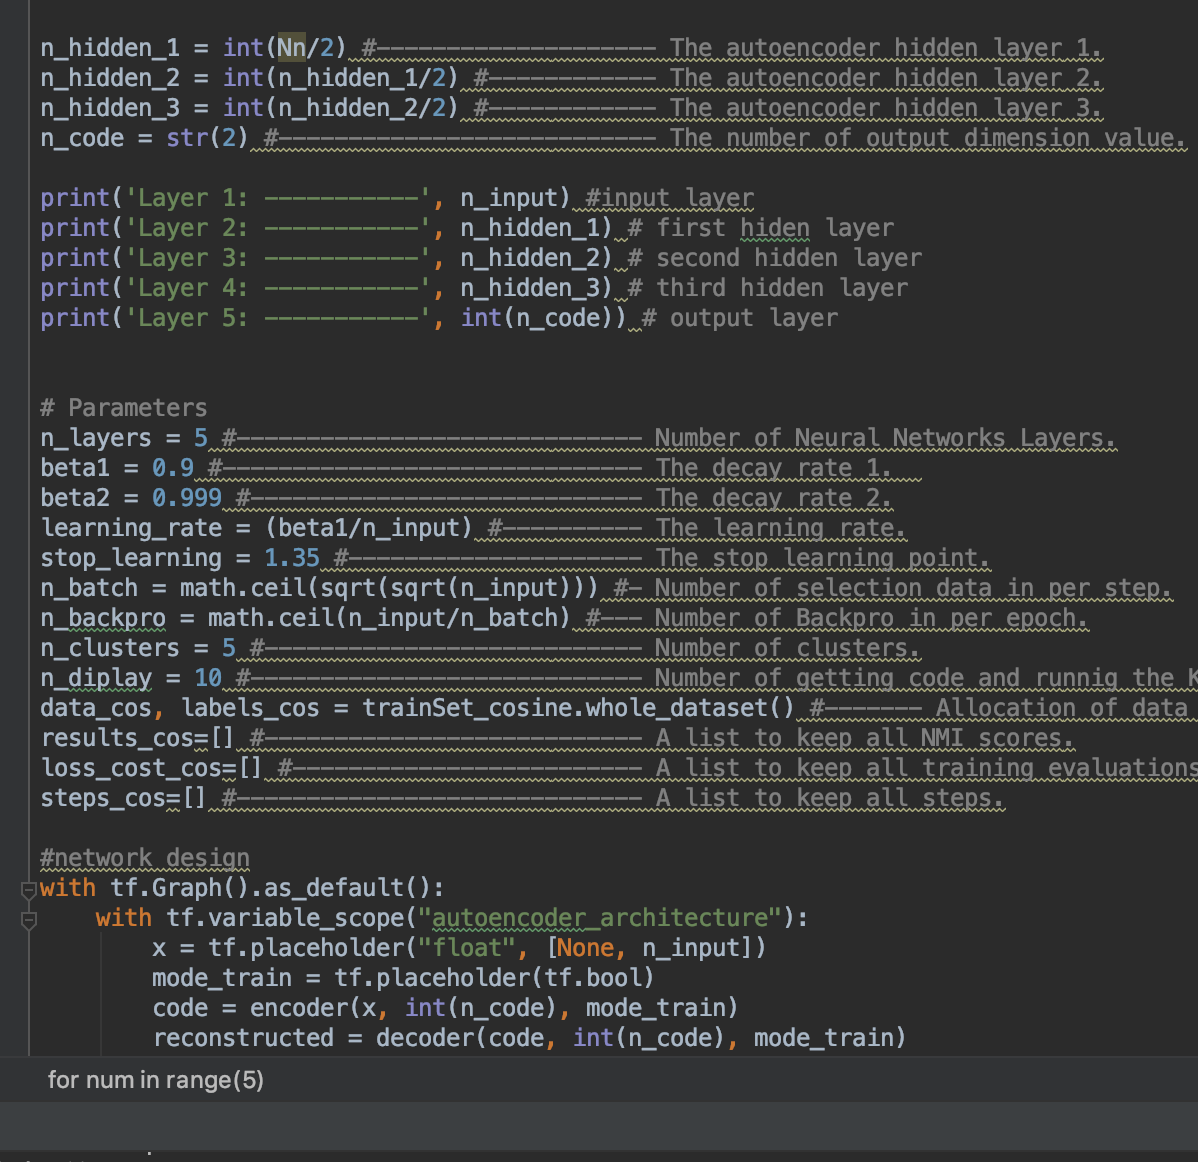 n_hidden_1 = int(Nn/2) #-------------------- The autoencoder hidden layer 1.
n_hidden_2 = int(n_hidden_1/2) #------------ The autoencoder hidden layer 2.
n_hidden_3 = int(n_hidden_2/2) #------------ The autoencoder hidden layer 3.
n_code = str(2) #--------------------------- The number of output dimension value.
print('Layer 1: -----------', n_input) #input layer
print('Layer 2: -----------', n_hidden_1) # first hiden layer
print('Layer 3: -----------', n_hidden_2) # second hidden layer
print('Layer 4: -----------', n_hidden_3) # third hidden layer
print('Layer 5: -----------', int(n_code)) # output layer
# Parameters
n_layers = 5 #----------------------------- Number of Neural Networks Layers.
beta1 = 0.9 #------------------------------ The decay rate 1.
beta2 = 0.999 #---------------------------- The decay rate 2.
learning_rate = (beta1/n_input) #---------- The learning rate.
stop_learning = 1.35 #--------------------- The stop learning point.
n_batch = math.ceil(sqrt(sqrt(n_input))) #- Number of selection data in per step.
n_backpro = math.ceil(n_input/n_batch) #--- Number of Backpro in per epoch.
n_clusters = 5 #--------------------------- Number of clusters.
n_diplay = 10 #---------------------------- Number of getting code and runnig the K
data_cos, labels_cos = trainSet_cosine.whole_dataset() #------- Allocation of data
results_cos=[] #--------------------------- A list to keep all NMI scores.
loss_cost_cos=[] #------------------------- A list to keep all training evaluations
steps_cos=[] #----------------------------- A list to keep all steps.
#network design
with tf.Graph().as_default():
with tf.variable_scope("autoencoder_architecture"):
x = tf.placeholder("float", [None, n_input])
mode_train = tf.placeholder(tf.bool)
code = encoder(x, int(n_code), mode_train)
reconstructed = decoder(code, int(n_code), mode_train)
for num in range(5)